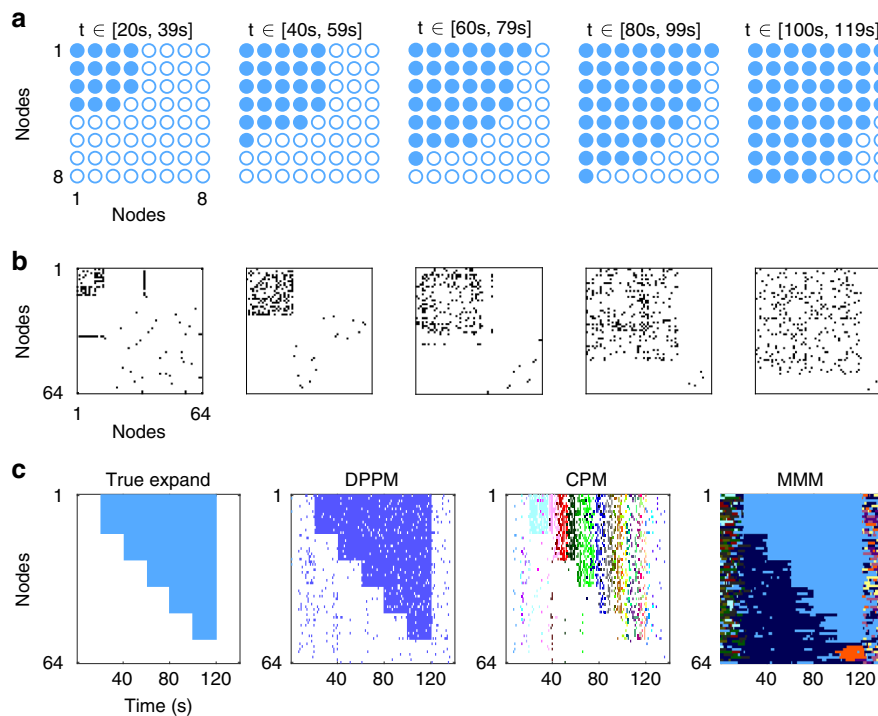 a
t ∈ [20s, 39s]
t ∈ [40s, 59s]
t ∈ [60s, 79s]
t ∈ [80s, 99s]
t ∈ [100s, 119s]
1
Nodes
8
1
8
Nodes
b
1
Nodes
64
1
64
Nodes
c
True expand
DPPM
CPM
MMM
1
1
1
1
Nodes
64
64
64
64
40
80
120
40
80
120
40
80
120
40
80
120
Time (s)